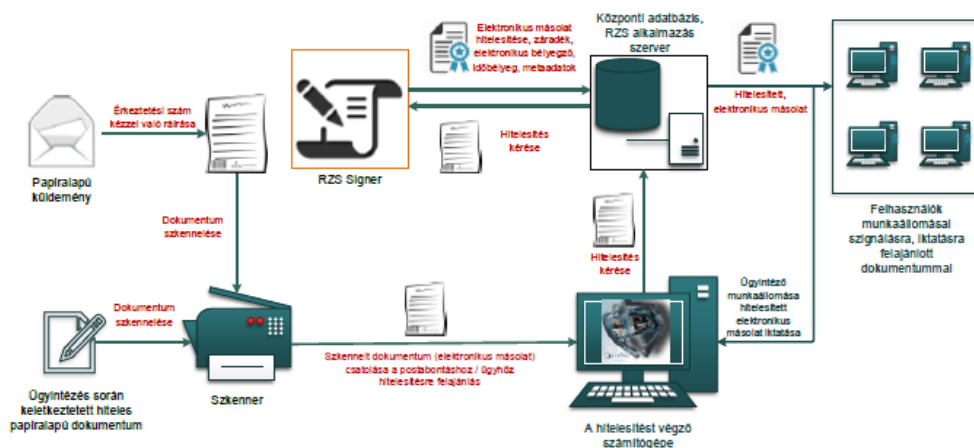 Elektronikus másolat
hitelesítése, záradék,
elektronikus bélyegző,
időbélyeg, metaadatok
Központi adatbázis,
RZS alkalmazás
szerver
Érkeztetési szám
kézzel való ráírása
Hitelesített,
elektronikus másolat
Hitelesítés
kérése
RZS Signer
Papíralapú
küldemény
Felhasználók
munkaállomásai
szignálásra, iktatásra
felajánlott
dokumentummal
Dokumentum
szkennelése
Hitelesítés
kérése
Ügyintéző
munkaállomása
hitelesített
elektronikus
másolat iktatása
Dokumentum
szkennelése
Szkennelt dokumentum (elektronikus másolat)
csatolása a postabontáshoz / ügyhöz
hitelesítésre felajánlás
Ügyintézés során
keletkeztetett hiteles
papíralapú dokumentum
Szkenner
A hitelesítést végző
számítógépe